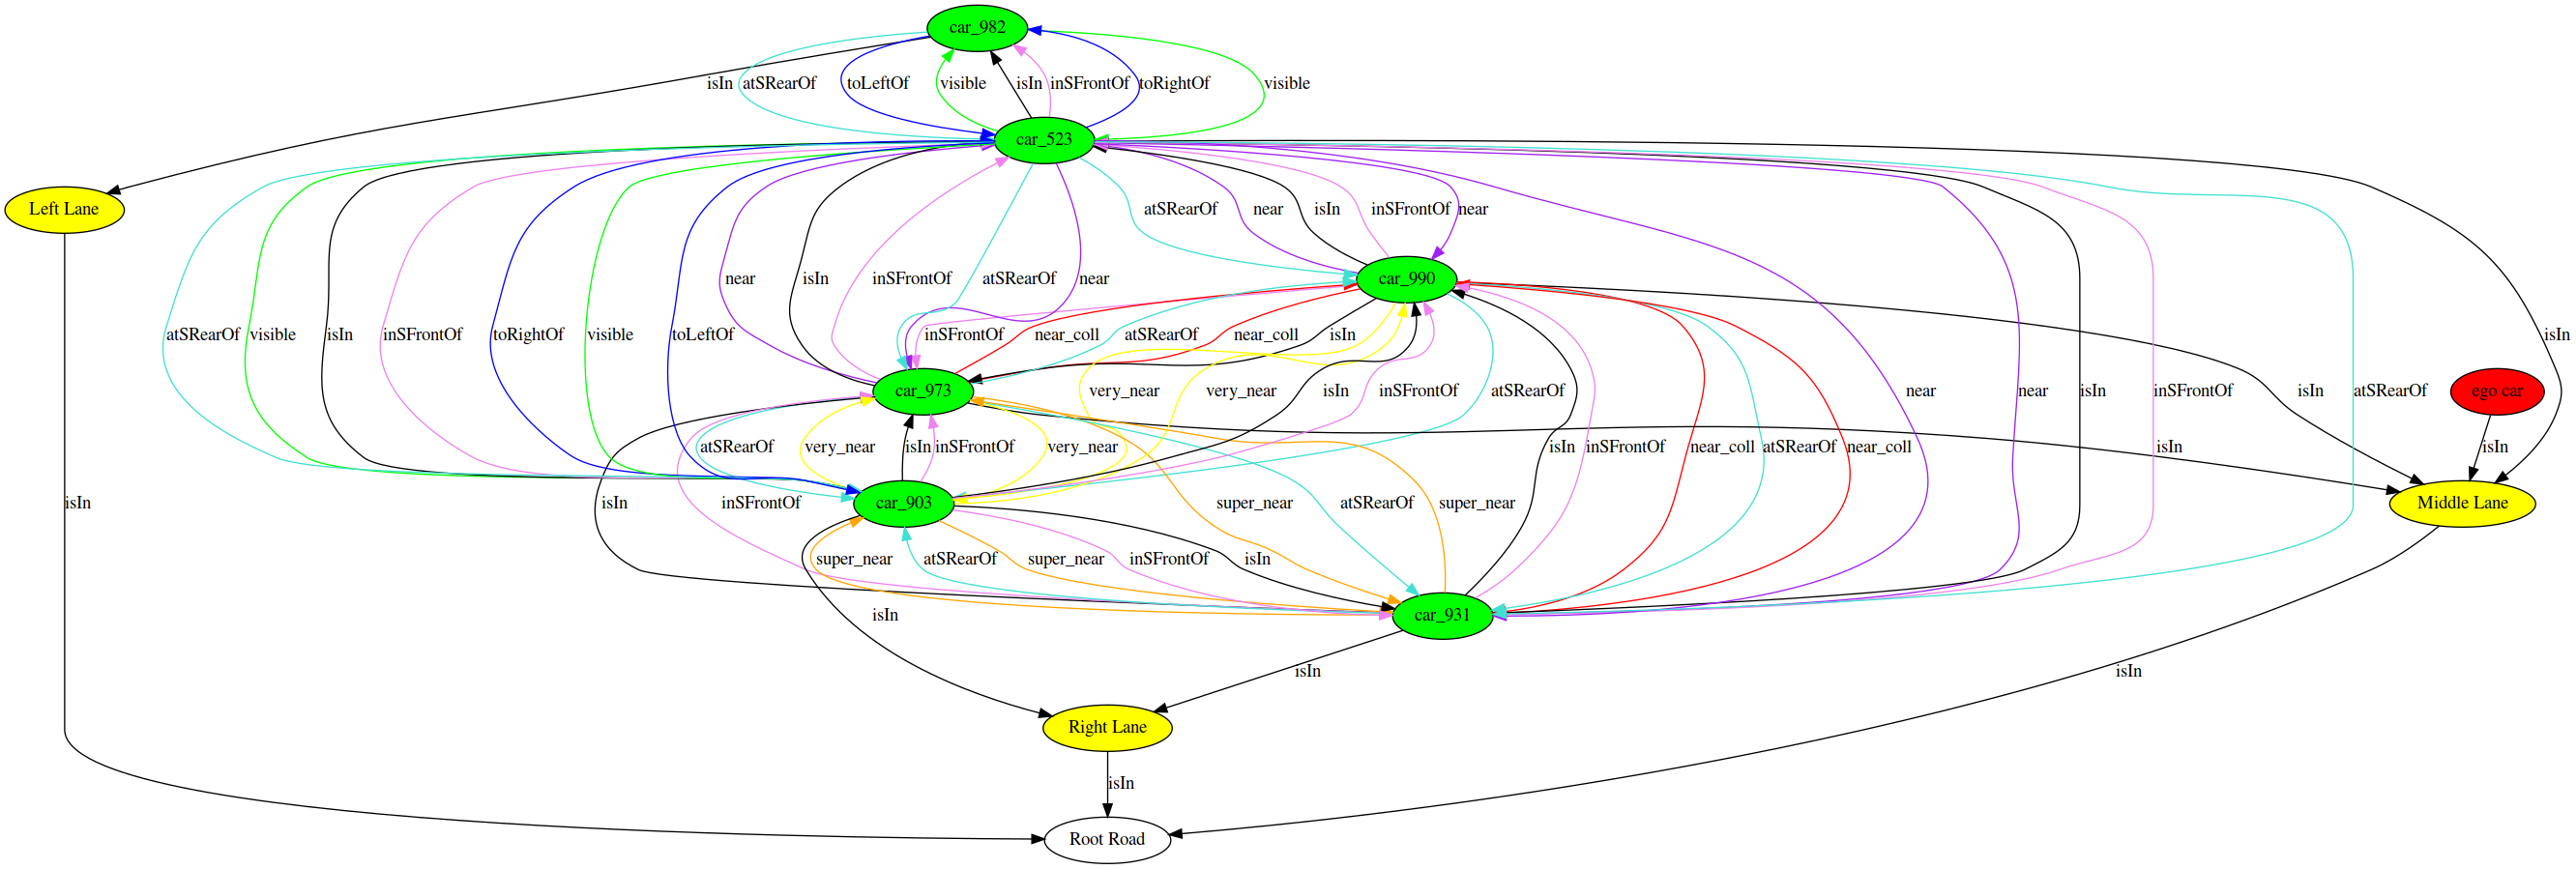 car_982
isIn atSRearOf toLeftOf visible isIn inSFrontOf toRightOf visible
car_523
Left Lane atSRearOf near isIn inSFrontOf near
near isIn inSFrontOf atSRearOf near car_990
atSRearOf visible isIn inSFrontOf toRightOf visible toLeftOf inSFrontOf near_coll atSRearOf near_coll isIn isIn
car_973 very_near very_near isIn inSFrontOf atSRearOf near near isIn inSFrontOf atSRearOf isIn ego car
atSRearOf very_near isIn inSFrontOf very_near isIn inSFrontOf near_coll atSRearOf near_coll isIn isIn
isIn isIn inSFrontOf car_903 super_near atSRearOf super_near Middle Lane
super_near atSRearOf super_near inSFrontOf isIn
isIn car_931
isIn isIn
Right Lane
isIn
Root Road